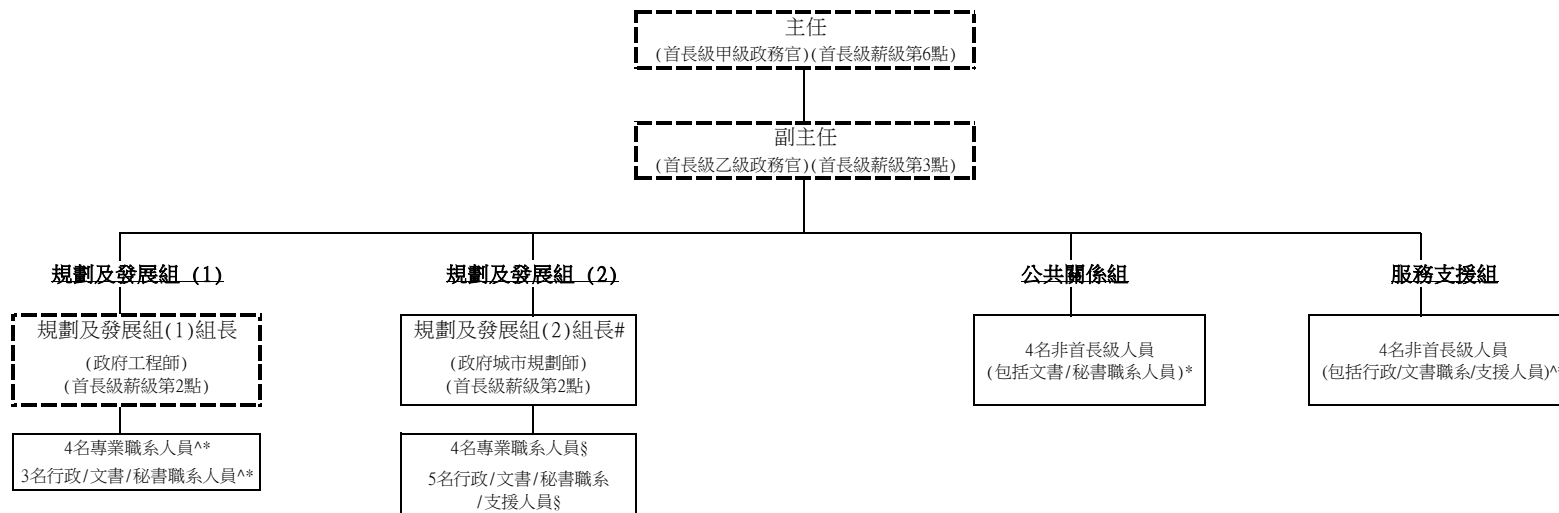 主任
(首長級甲級政務官)(首長級薪級第6點)
副主任
(首長級乙級政務官)(首長級薪級第3點)
規劃及發展組 (1)
規劃及發展組(1)組長
(政府工程師)
(首長級薪級第2點)
4名專業職系人員^*
3名行政/文書/秘書職系人員^*
規劃及發展組 (2)
規劃及發展組(2)組長#
(政府城市規劃師)
(首長級薪級第2點)
4名專業職系人員§
5名行政/文書/秘書職系
/支援人員§
公共關係組
4名非首長級人員
(包括文書/秘書職系人員)*
服務支援組
4名非首長級人員
(包括行政/文書職系/支援人員)^*